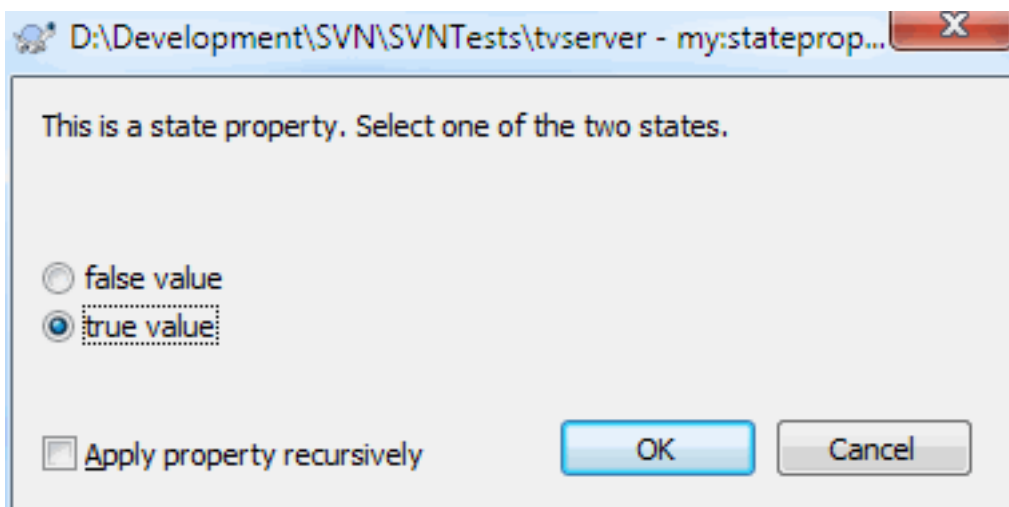 D:\Development\SVN\SVNTests\tvserver - my:stateprop...
This is a state property. Select one of the two states.
false value
true value
Apply property recursively
OK
Cancel